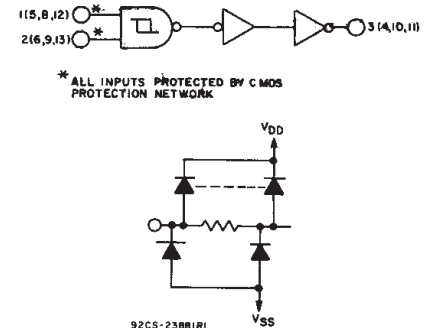 1(5,8,12) *
2(6,9,13) *
3(4,10,11)
* ALL INPUTS PROTECTED BY CMOS
PROTECTION NETWORK
VDD
VSS
92CS-23881RI